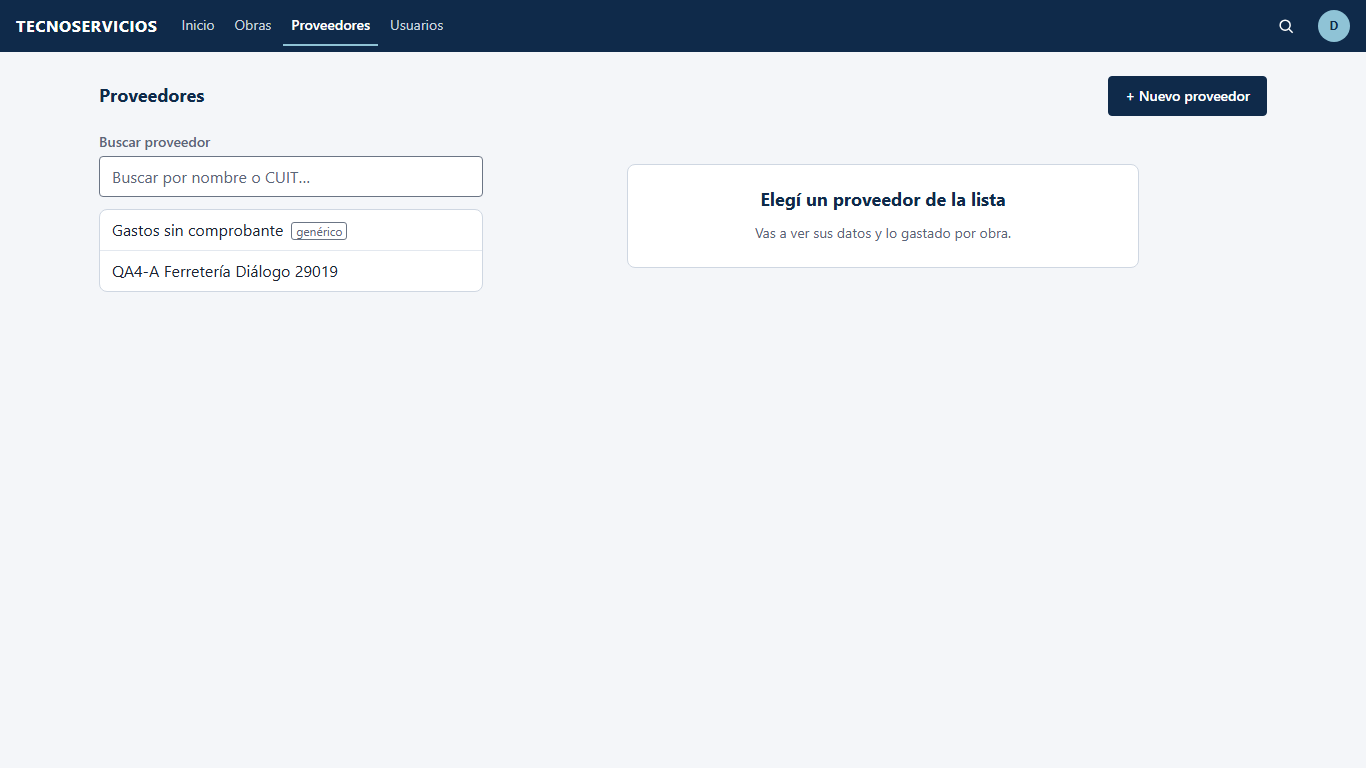 TECNOSERVICIOS Inicio Obras Proveedores Usuarios D
Proveedores
+ Nuevo proveedor
Buscar proveedor
Buscar por nombre o CUIT...
Gastos sin comprobante genérico
QA4-A Ferretería Diálogo 29019
Elegí un proveedor de la lista
Vas a ver sus datos y lo gastado por obra.